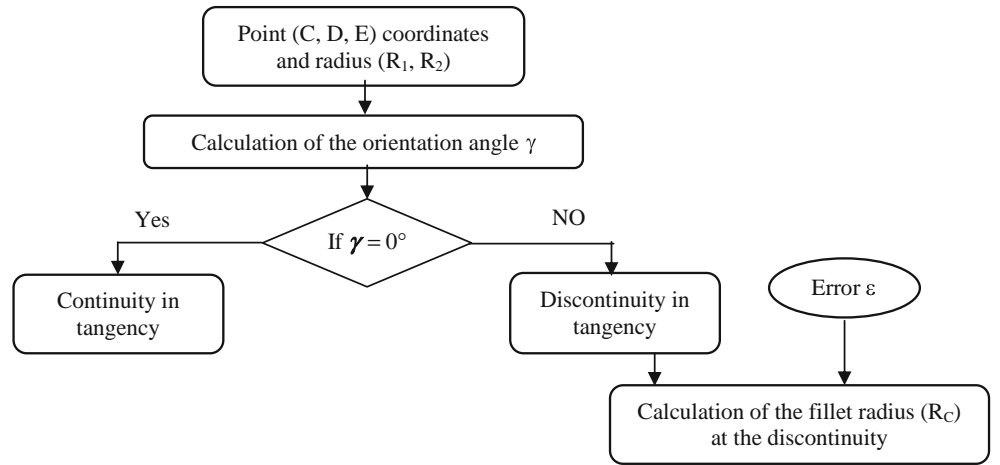 Point (C, D, E) coordinates
and radius (R₁, R₂)
Calculation of the orientation angle γ
Yes
If γ = 0°
NO
Continuity in
tangency
Discontinuity in
tangency
Error ε
Calculation of the fillet radius (R_C)
at the discontinuity